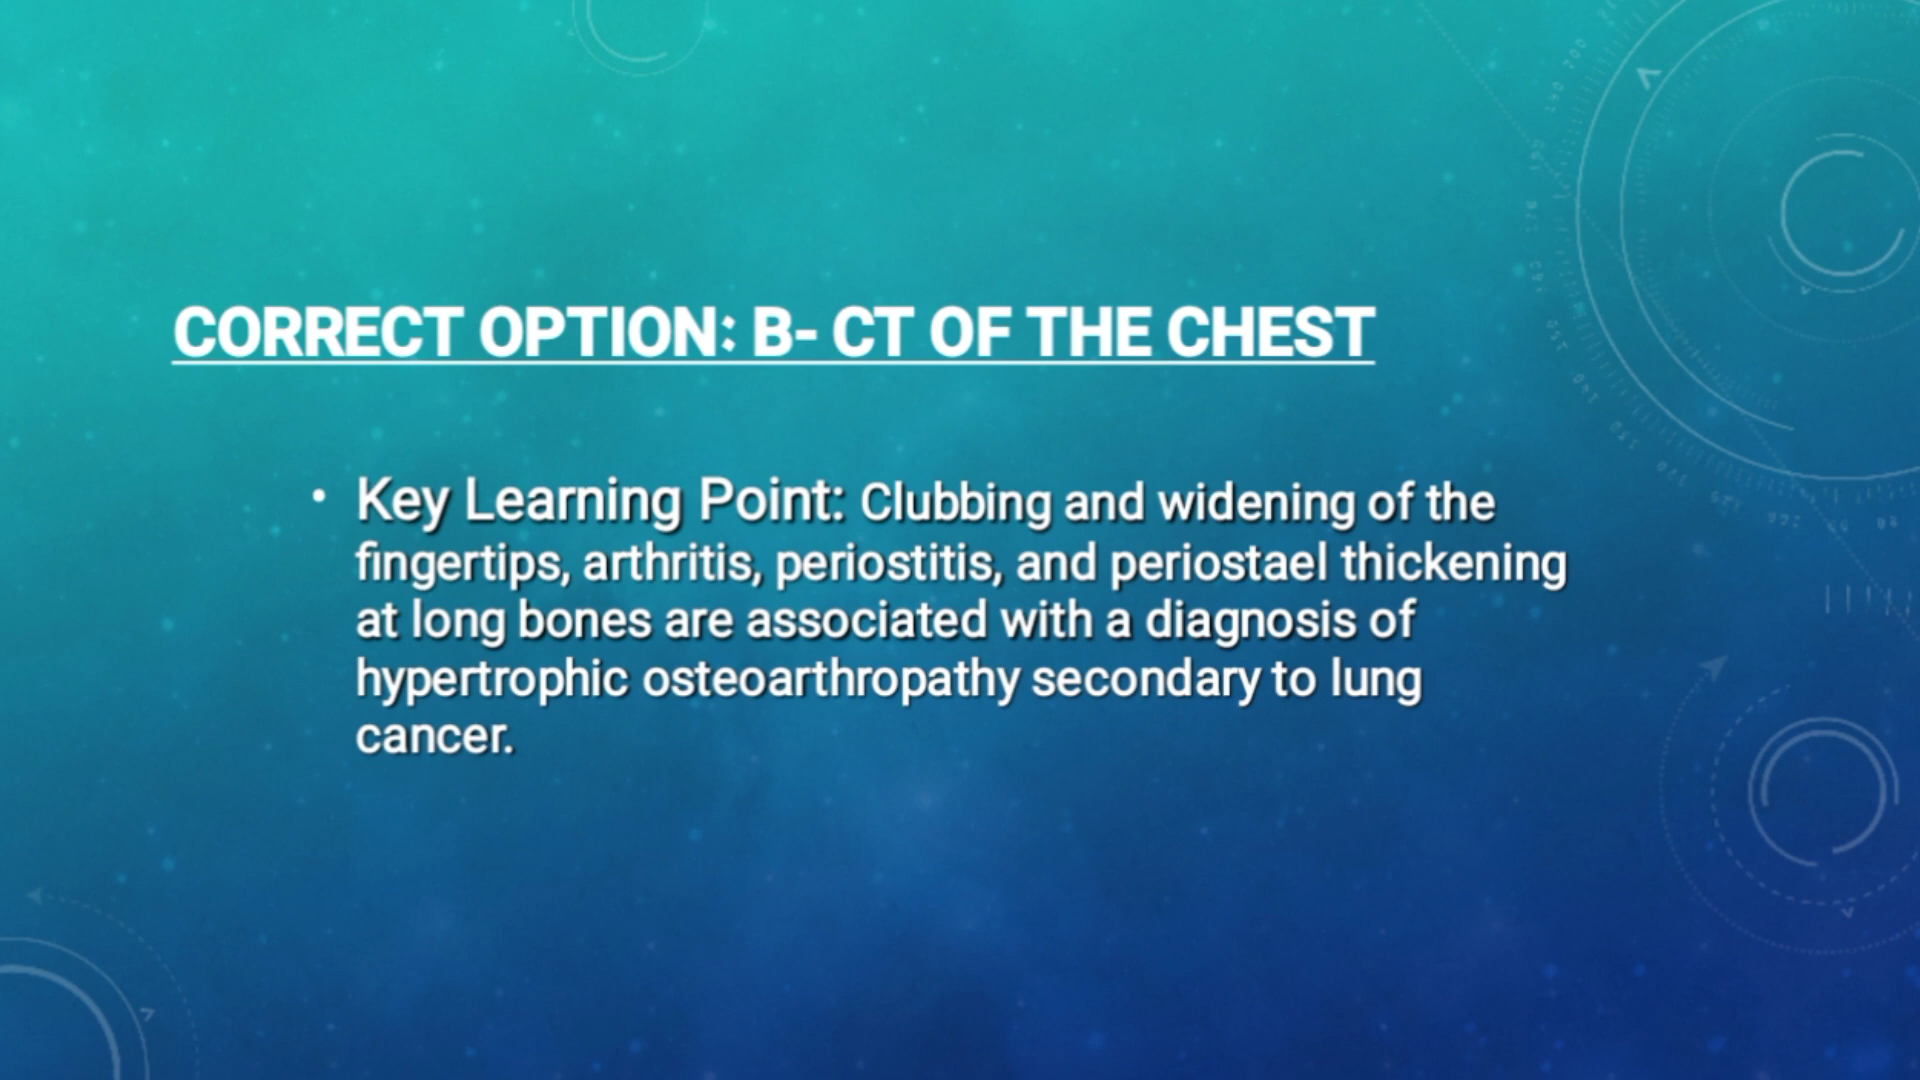 CORRECT OPTION: B- CT OF THE CHEST
• Key Learning Point: Clubbing and widening of the
fingertips, arthritis, periostitis, and periostael thickening
at long bones are associated with a diagnosis of
hypertrophic osteoarthropathy secondary to lung
cancer.